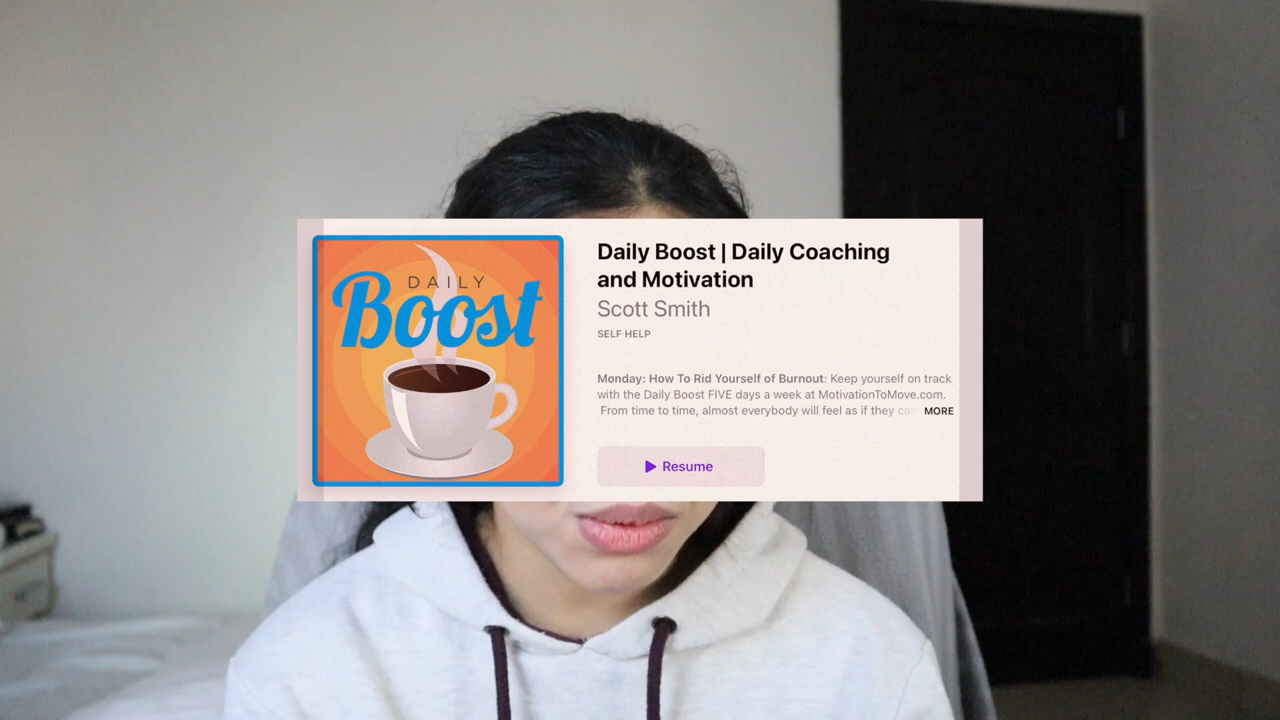 DAILY
Boost
Daily Boost | Daily Coaching
and Motivation
Scott Smith
SELF HELP
Monday: How To Rid Yourself of Burnout: Keep yourself on track
with the Daily Boost FIVE days a week at MotivationToMove.com.
From time to time, almost everybody will feel as if they can MORE
Resume